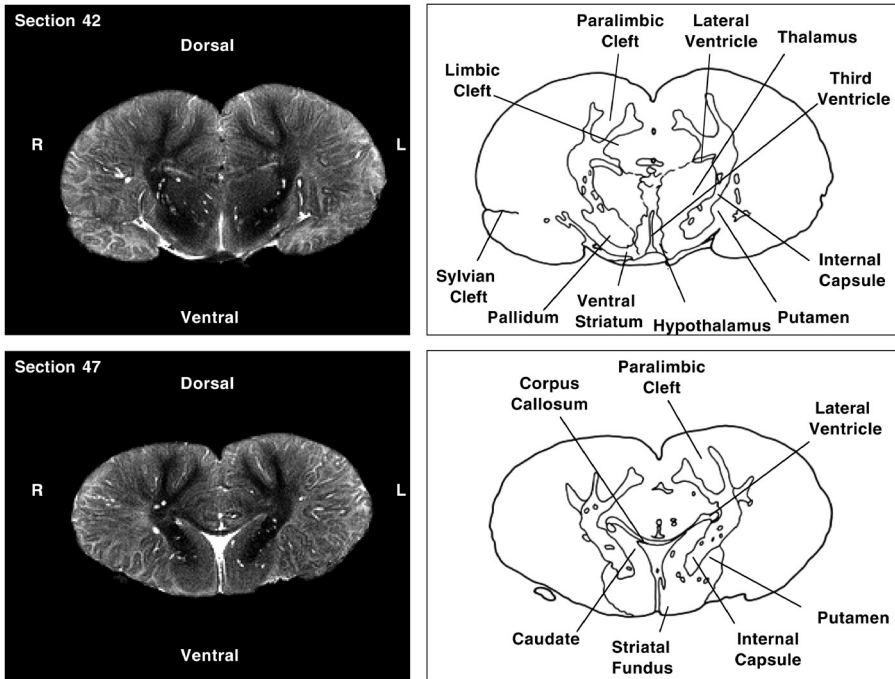 Section 42
Dorsal
R
L
Ventral
Paralimbic
Cleft
Lateral
Ventricle
Thalamus
Limbic
Cleft
Third
Ventricle
Sylvian
Cleft
Pallidum
Ventral
Striatum
Hypothalamus
Putamen
Internal
Capsule
Section 47
Dorsal
R
L
Ventral
Corpus
Callosum
Paralimbic
Cleft
Lateral
Ventricle
Caudate
Striatal
Fundus
Internal
Capsule
Putamen